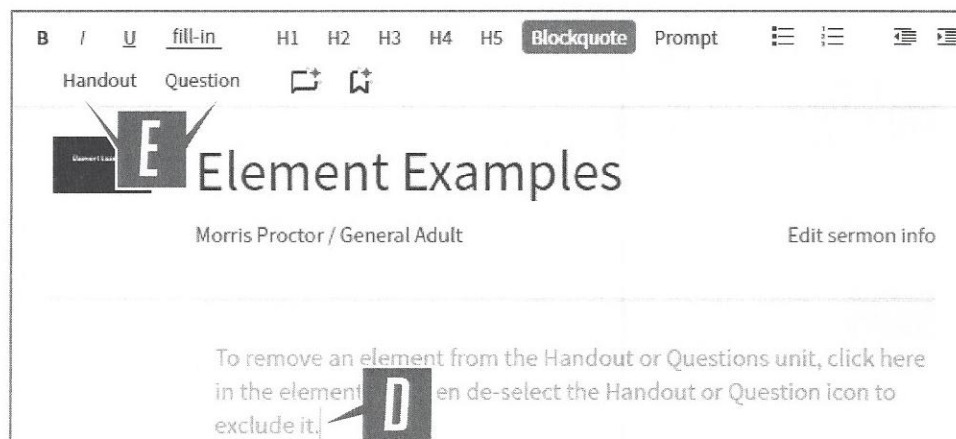 B I U fill-in H1 H2 H3 H4 H5 Blockquote Prompt
Handout Question
E
Element Examples
Morris Proctor / General Adult Edit sermon info
To remove an element from the Handout or Questions unit, click here
in the element en de-select the Handout or Question icon to
D
exclude it.